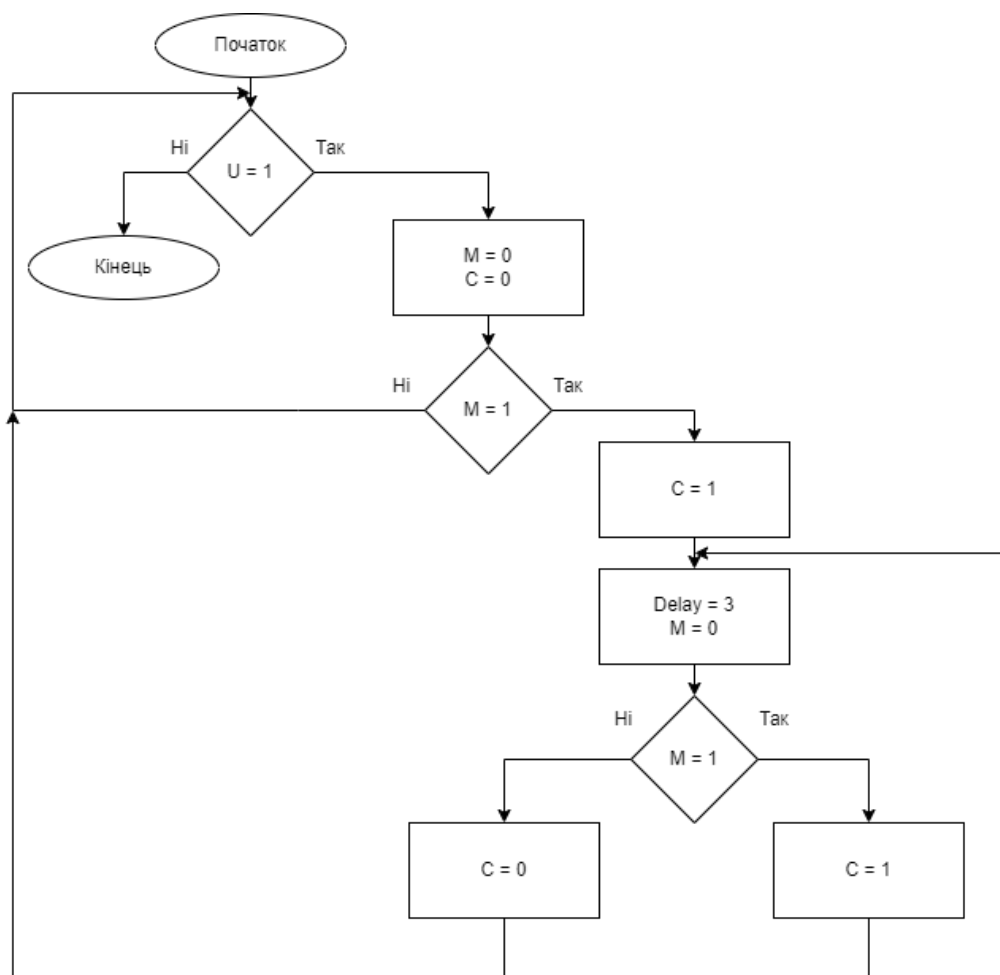 Початок
Ні
Так
U = 1
Кінець
M = 0
C = 0
Ні
Так
M = 1
C = 1
Delay = 3
M = 0
Ні
Так
M = 1
C = 0
C = 1